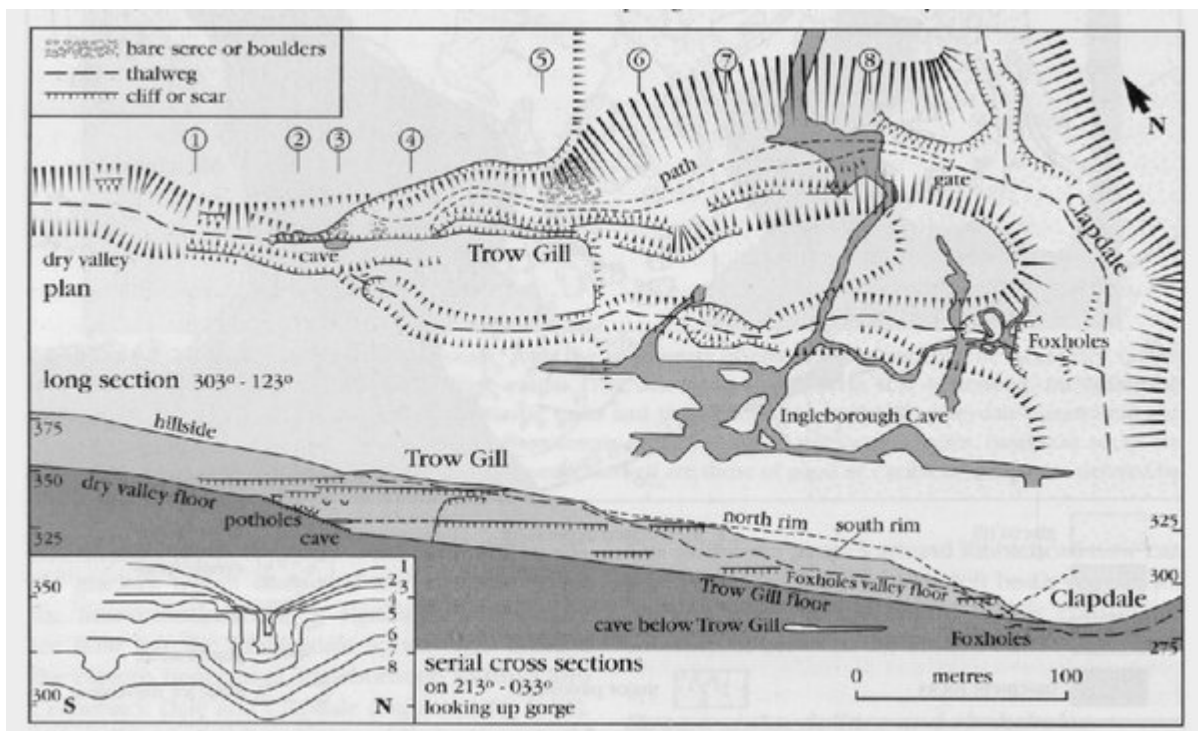 bare scree or boulders
thalweg
cliff or scar
① ② ③ ④ ⑤ ⑥ ⑦ ⑧
N
path
gate
Clapdale
cave
Trow Gill
dry valley
plan
Foxholes
Ingleborough Cave
long section 303º - 123º
375
350
325
hillside
Trow Gill
dry valley floor
potholes
cave
north rim
south rim
325
300
275
Foxholes valley floor
Trow Gill floor
Clapdale
cave below Trow Gill
Foxholes
350
300
S
N
1
2
3
4
5
6
7
8
serial cross sections
on 213º - 033º
looking up gorge
0 metres 100